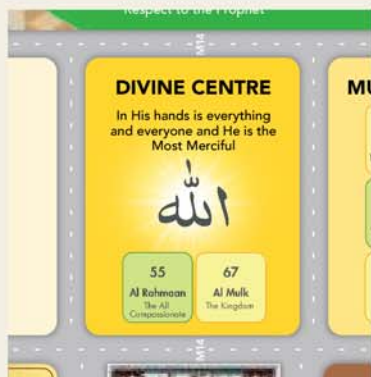 Respect to the Prophet
M14
DIVINE CENTRE
In His hands is everything
and everyone and He is the
Most Merciful
الله
55
Al Rahmaan
The All
Compassionate
67
Al Mulk
The Kingdom
MU
M14